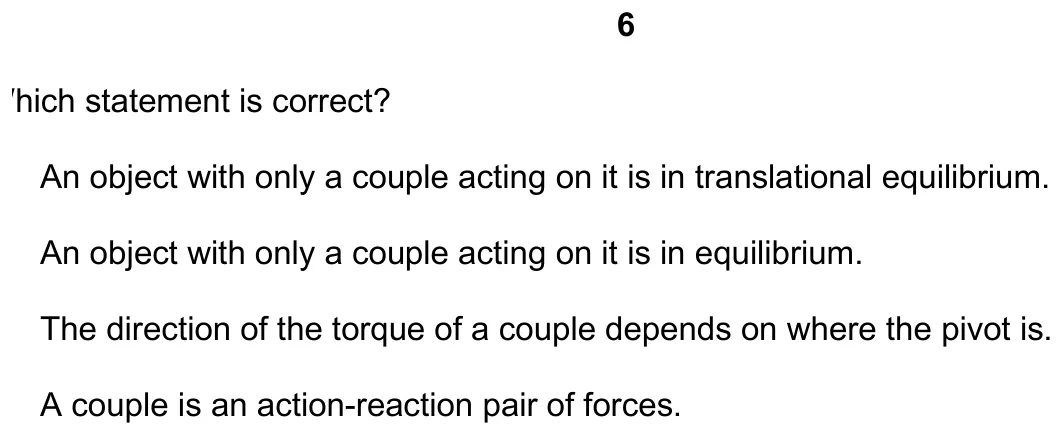 6
hich statement is correct?
An object with only a couple acting on it is in translational equilibrium.
An object with only a couple acting on it is in equilibrium.
The direction of the torque of a couple depends on where the pivot is.
A couple is an action-reaction pair of forces.